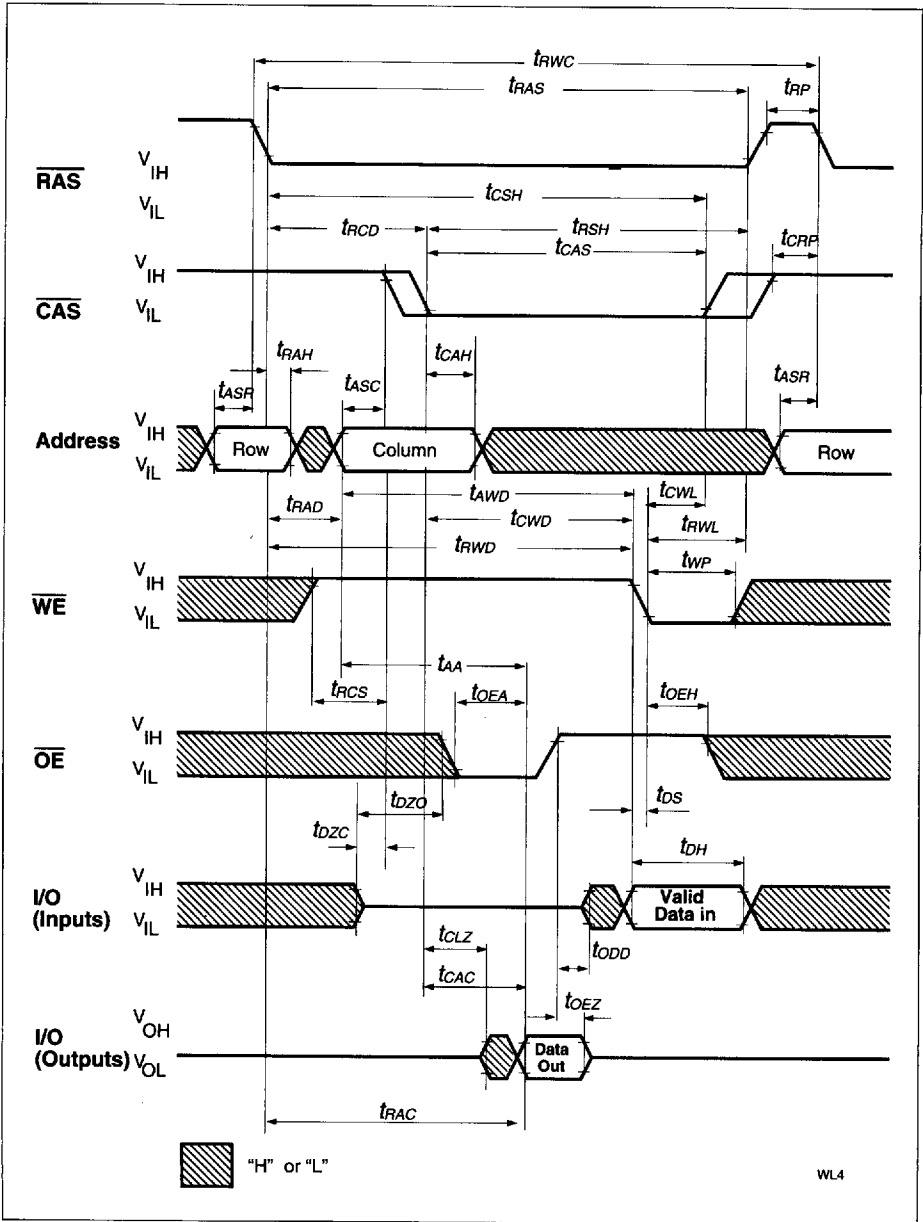 tRWC
tRAS
tRP
RAS
VIH
VIL
tCSH
tRCD
tRSH
tCAS
tCRP
CAS
VIH
VIL
tRAH
tCAH
tASR
tASC
tASR
Address
VIH
VIL
Row
Column
Row
tAWD
tCWL
tRAD
tCWD
tRWL
tRWD
tWP
WE
VIH
VIL
tAA
tRCS
tOEA
tOEH
OE
VIH
VIL
tDZO
tDS
tDZC
tDH
I/O
(Inputs)
VIH
VIL
Valid
Data in
tCLZ
tODD
tCAC
tOEZ
I/O
(Outputs)
VOH
VOL
Data
Out
tRAC
"H" or "L"
WL4